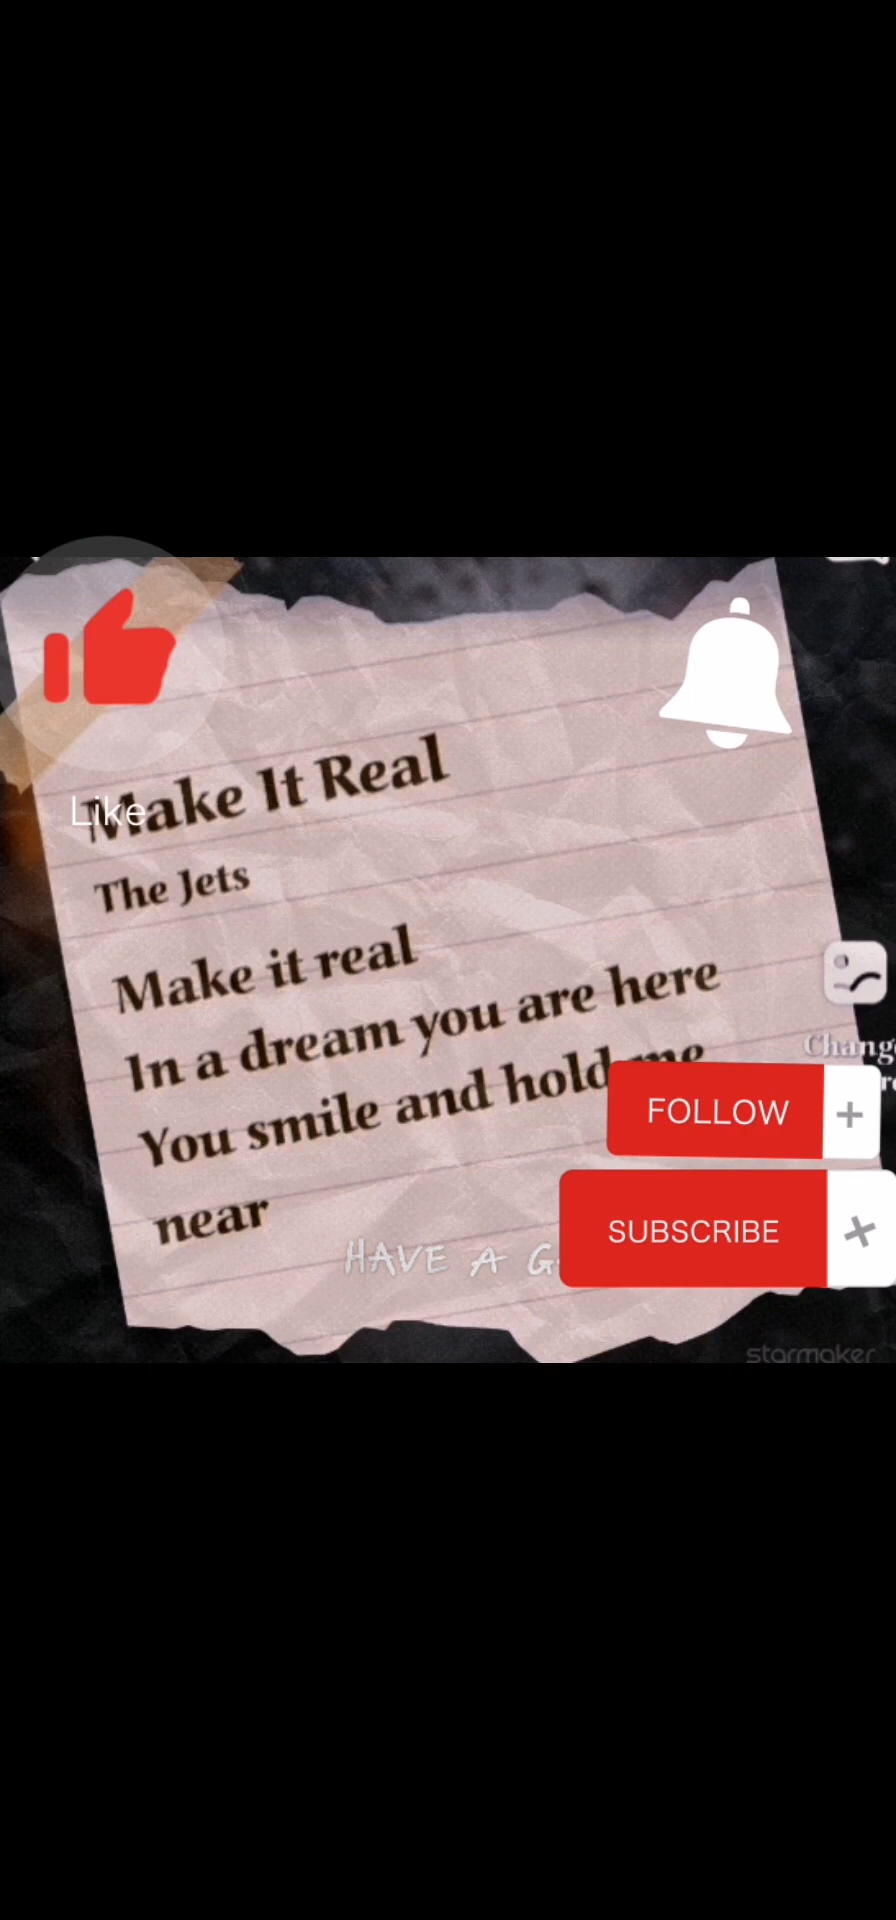 Make It Real
Like
The Jets
Make it real
In a dream you are here
You smile and hold me
near
FOLLOW
SUBSCRIBE
HAVE A
starmaker